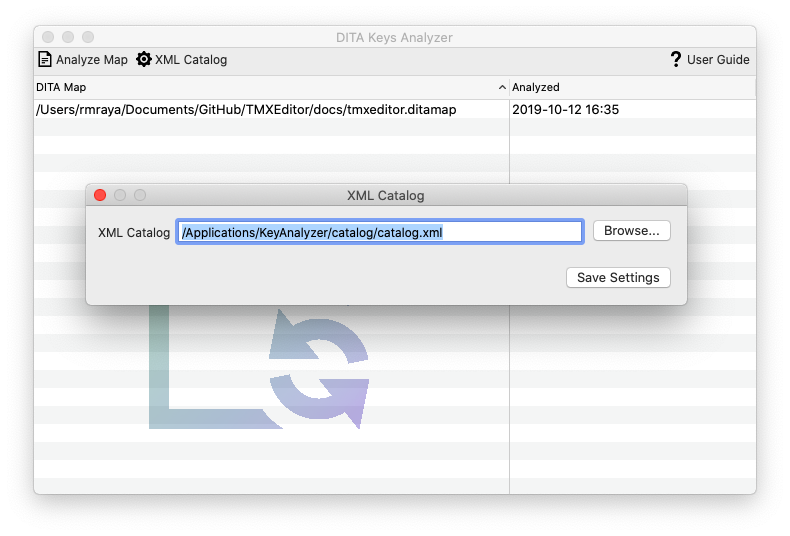 DITA Keys Analyzer
Analyze Map XML Catalog User Guide
DITA Map Analyzed
/Users/rmraya/Documents/GitHub/TMXEditor/docs/tmxeditor.ditamap 2019-10-12 16:35
XML Catalog
XML Catalog /Applications/KeyAnalyzer/catalog/catalog.xml Browse...
Save Settings